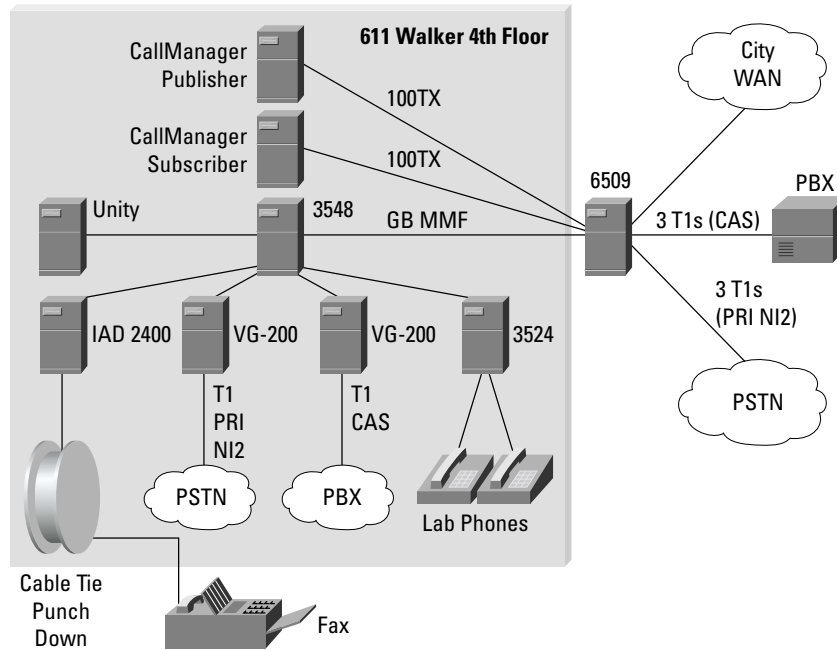 611 Walker 4th Floor
CallManager
Publisher
100TX
CallManager
Subscriber
100TX
City
WAN
6509
PBX
Unity
3548
GB MMF
3 T1s (CAS)
3 T1s
(PRI NI2)
IAD 2400
VG-200
VG-200
3524
T1
PRI
NI2
T1
CAS
PSTN
PSTN
PBX
Lab Phones
Cable Tie
Punch
Down
Fax